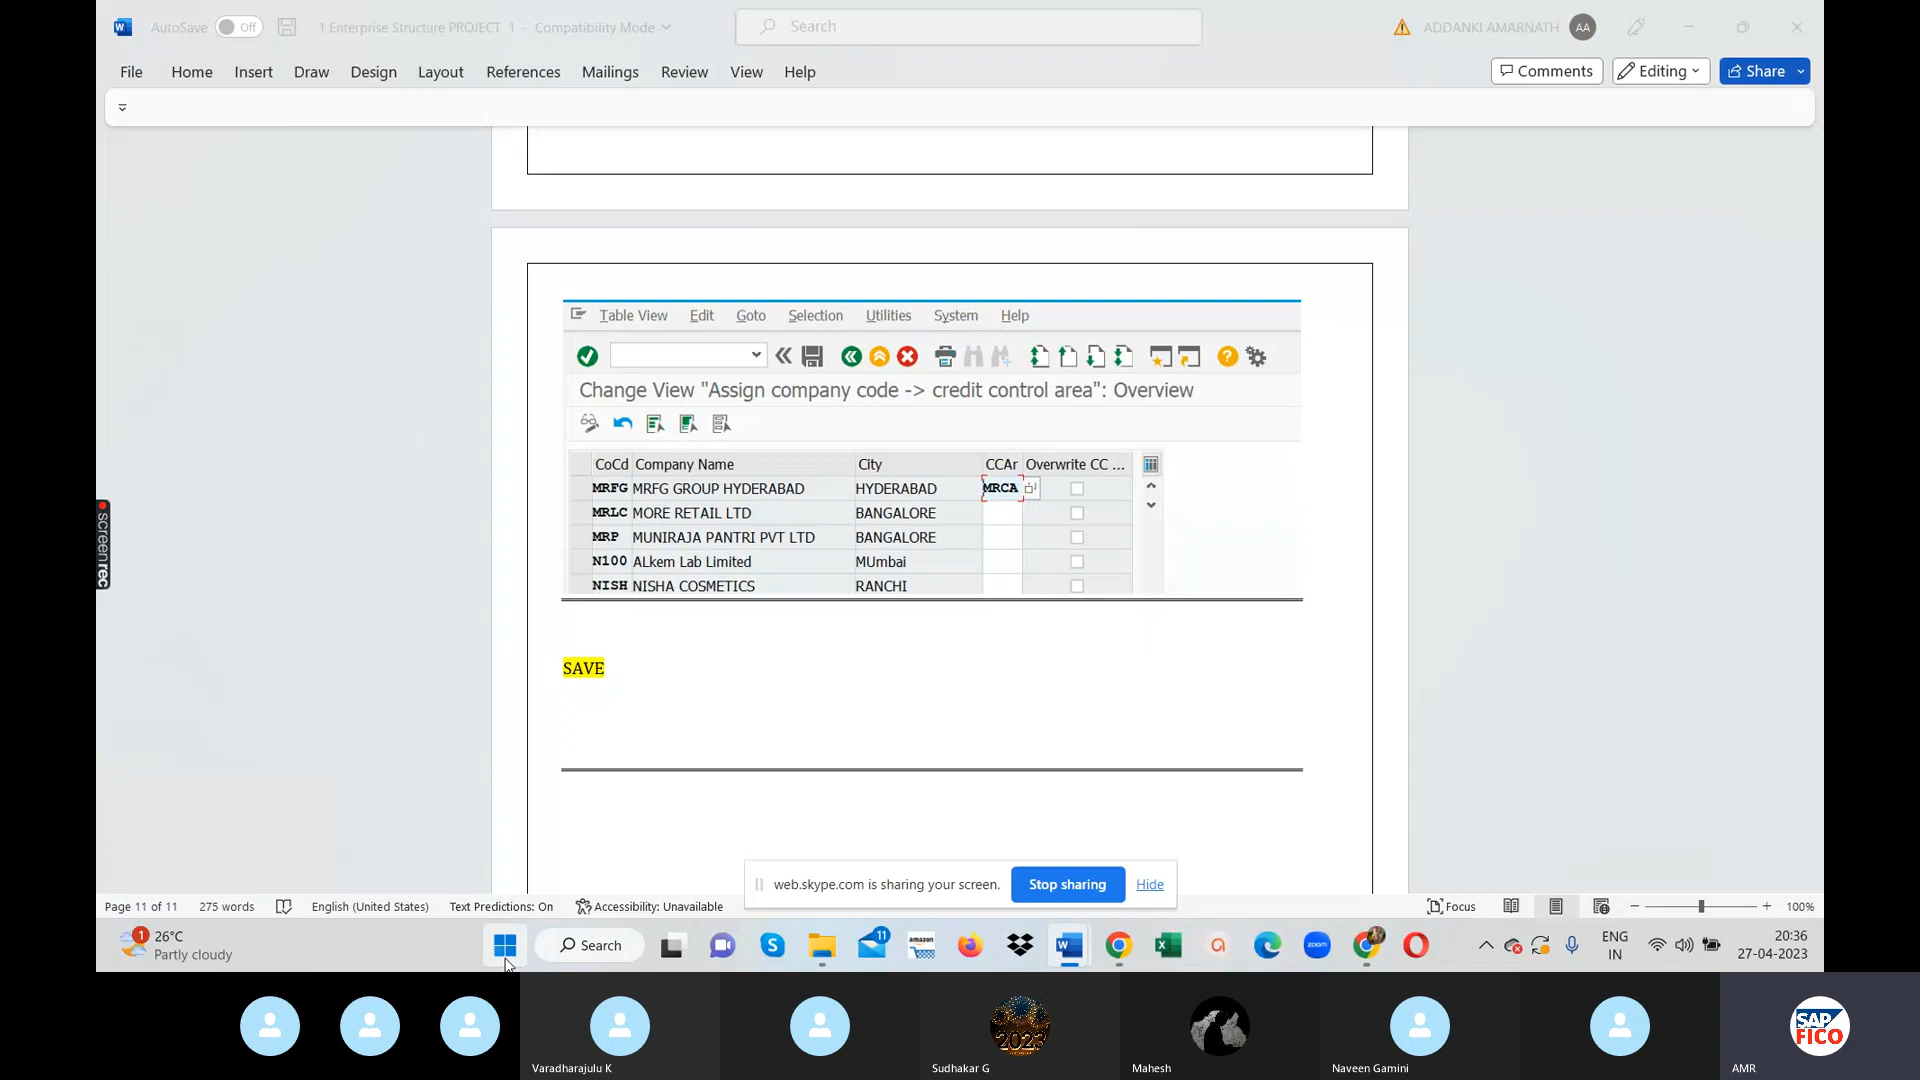 AutoSave Off 1 Enterprise Structure PROJECT 1 - Compatibility Mode Search ADDANKI AMARNATH AA
File Home Insert Draw Design Layout References Mailings Review View Help Comments Editing Share
Table View Edit Goto Selection Utilities System Help
Change View "Assign company code -> credit control area": Overview
CoCd Company Name City CCAr Overwrite CC ...
MRFG MRFG GROUP HYDERABAD HYDERABAD MRCA
MRLC MORE RETAIL LTD BANGALORE
MRP MUNIRAJA PANTRI PVT LTD BANGALORE
N100 ALkem Lab Limited MUmbai
NISH NISHA COSMETICS RANCHI
screenrec
SAVE
web.skype.com is sharing your screen. Stop sharing Hide
Page 11 of 11 275 words English (United States) Text Predictions: On Accessibility: Unavailable Focus 100%
1 26°C
Partly cloudy
Search
11
amazon
zoom
ENG
IN
20:36
27-04-2023
2023
SAP
FICO
Varadharajulu K Sudhakar G Mahesh Naveen Gamini AMR